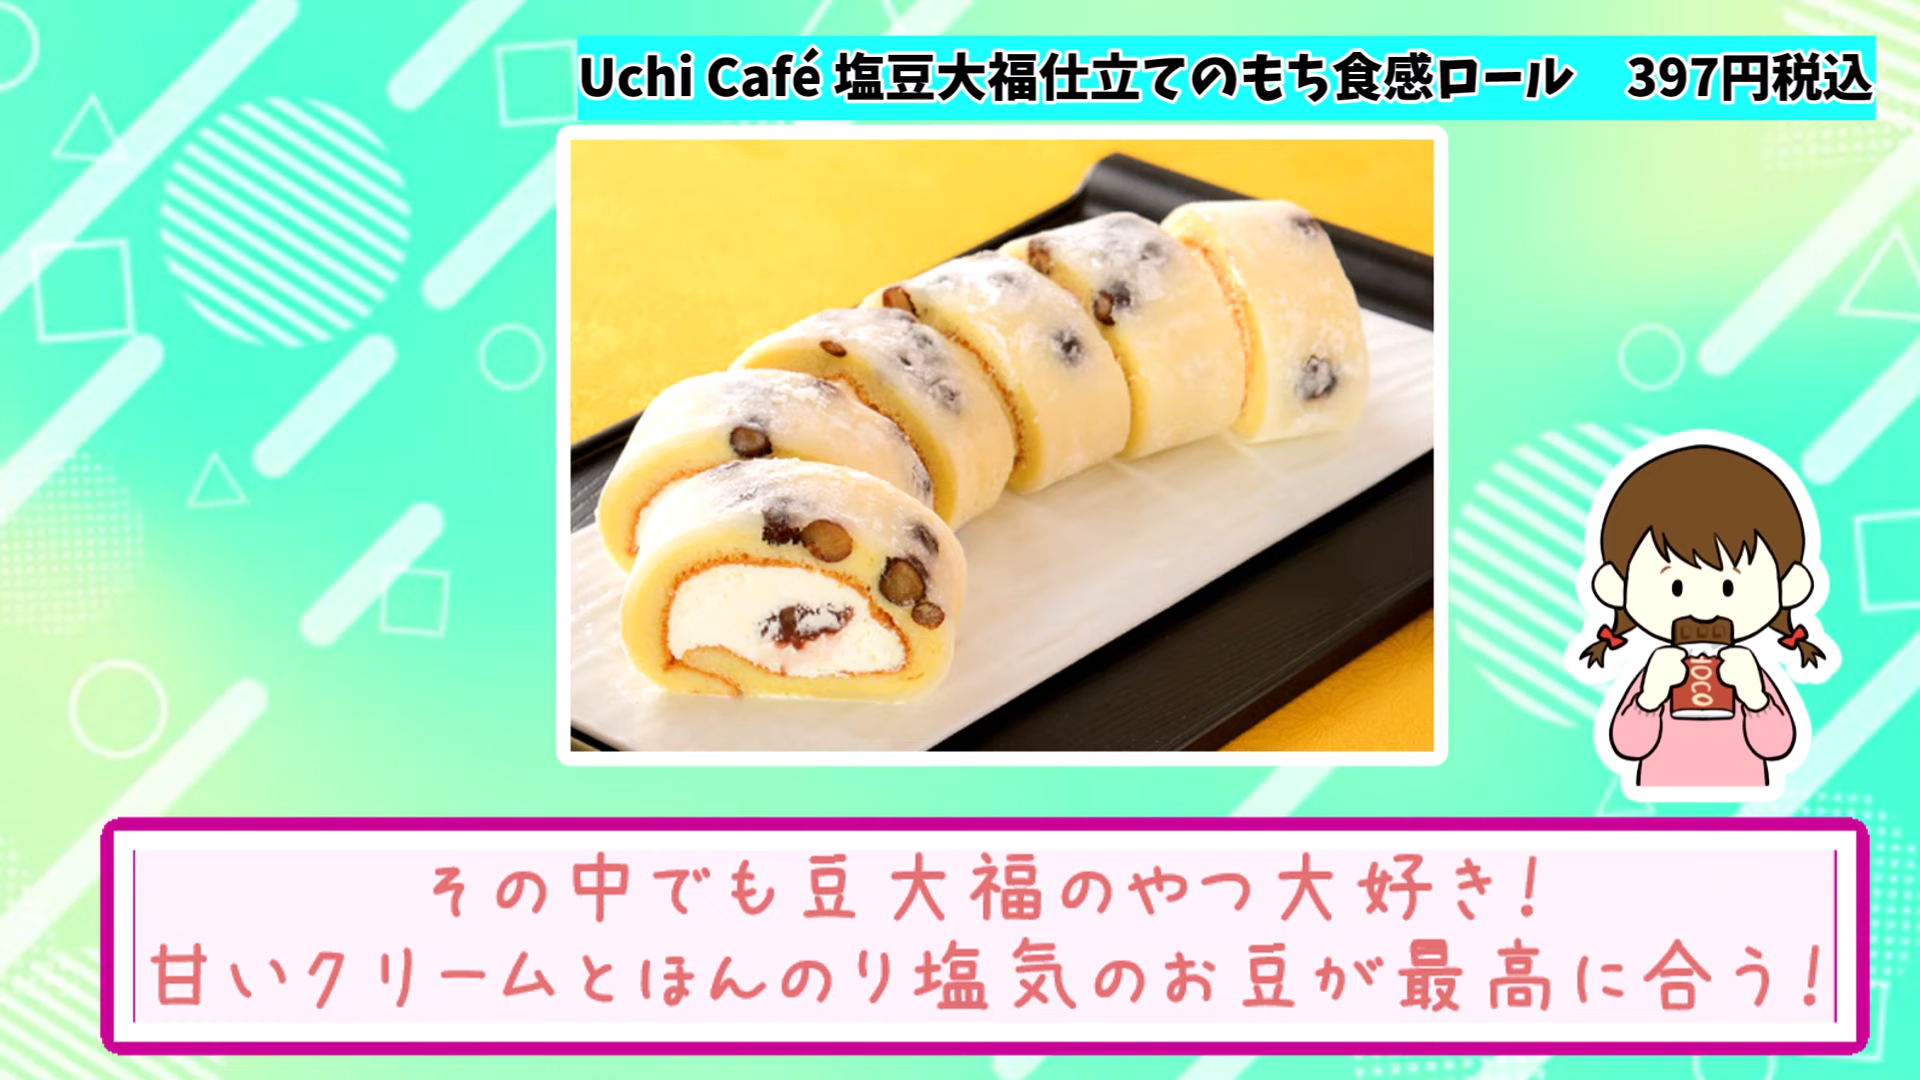 Uchi Café 塩豆大福仕立てのもち食感ロール　397円税込
その中でも豆大福のやつ大好き！
甘いクリームとほんのり塩気のお豆が最高に合う！